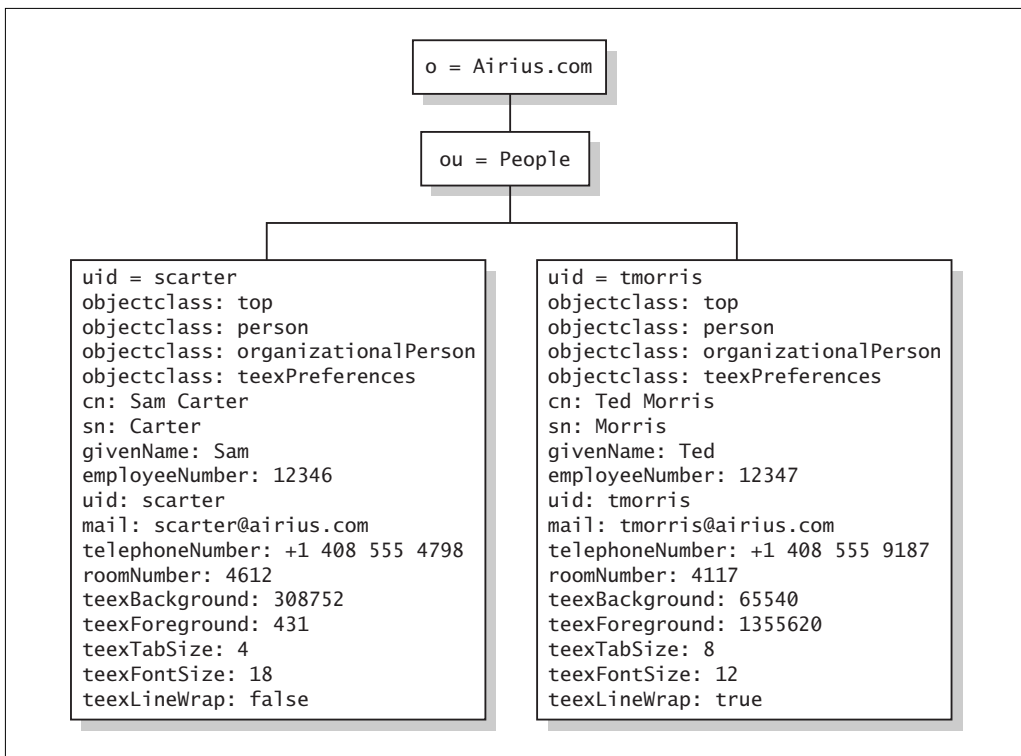 o = Airius.com
ou = People
uid = scarter
objectclass: top
objectclass: person
objectclass: organizationalPerson
objectclass: teexPreferences
cn: Sam Carter
sn: Carter
givenName: Sam
employeeNumber: 12346
uid: scarter
mail: scarter@airius.com
telephoneNumber: +1 408 555 4798
roomNumber: 4612
teexBackground: 308752
teexForeground: 431
teexTabSize: 4
teexFontSize: 18
teexLineWrap: false
uid = tmorris
objectclass: top
objectclass: person
objectclass: organizationalPerson
objectclass: teexPreferences
cn: Ted Morris
sn: Morris
givenName: Ted
employeeNumber: 12347
uid: tmorris
mail: tmorris@airius.com
telephoneNumber: +1 408 555 9187
roomNumber: 4117
teexBackground: 65540
teexForeground: 1355620
teexTabSize: 8
teexFontSize: 12
teexLineWrap: true